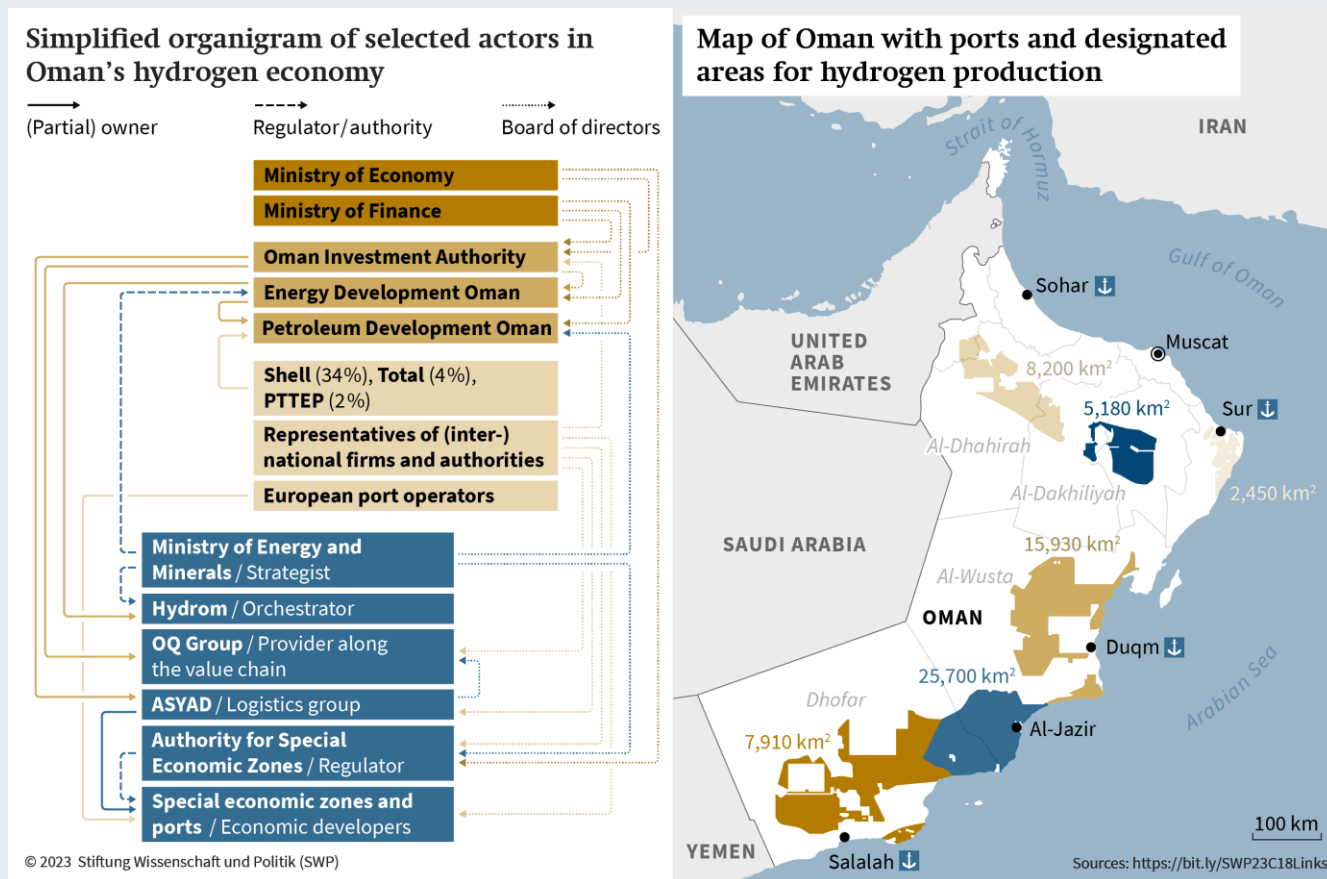 Simplified organigram of selected actors in
Oman’s hydrogen economy
(Partial) owner
Regulator/authority
Board of directors
Ministry of Economy
Ministry of Finance
Oman Investment Authority
Energy Development Oman
Petroleum Development Oman
Shell (34%), Total (4%),
PTTEP (2%)
Representatives of (inter-)
national firms and authorities
European port operators
Ministry of Energy and
Minerals / Strategist
Hydrom / Orchestrator
OQ Group / Provider along
the value chain
ASYAD / Logistics group
Authority for Special
Economic Zones / Regulator
Special economic zones and
ports / Economic developers
© 2023 Stiftung Wissenschaft und Politik (SWP)
Map of Oman with ports and designated
areas for hydrogen production
IRAN
Strait of Hormuz
Gulf of Oman
Sohar
Muscat
UNITED
ARAB
EMIRATES
8,200 km²
5,180 km²
Sur
Al-Dhahirah
Al-Dakhiliyah
2,450 km²
SAUDI ARABIA
15,930 km²
Al-Wusta
OMAN
Duqm
25,700 km²
Arabian Sea
Dhofar
Al-Jazir
7,910 km²
100 km
YEMEN
Salalah
Sources: https://bit.ly/SWP23C18Links